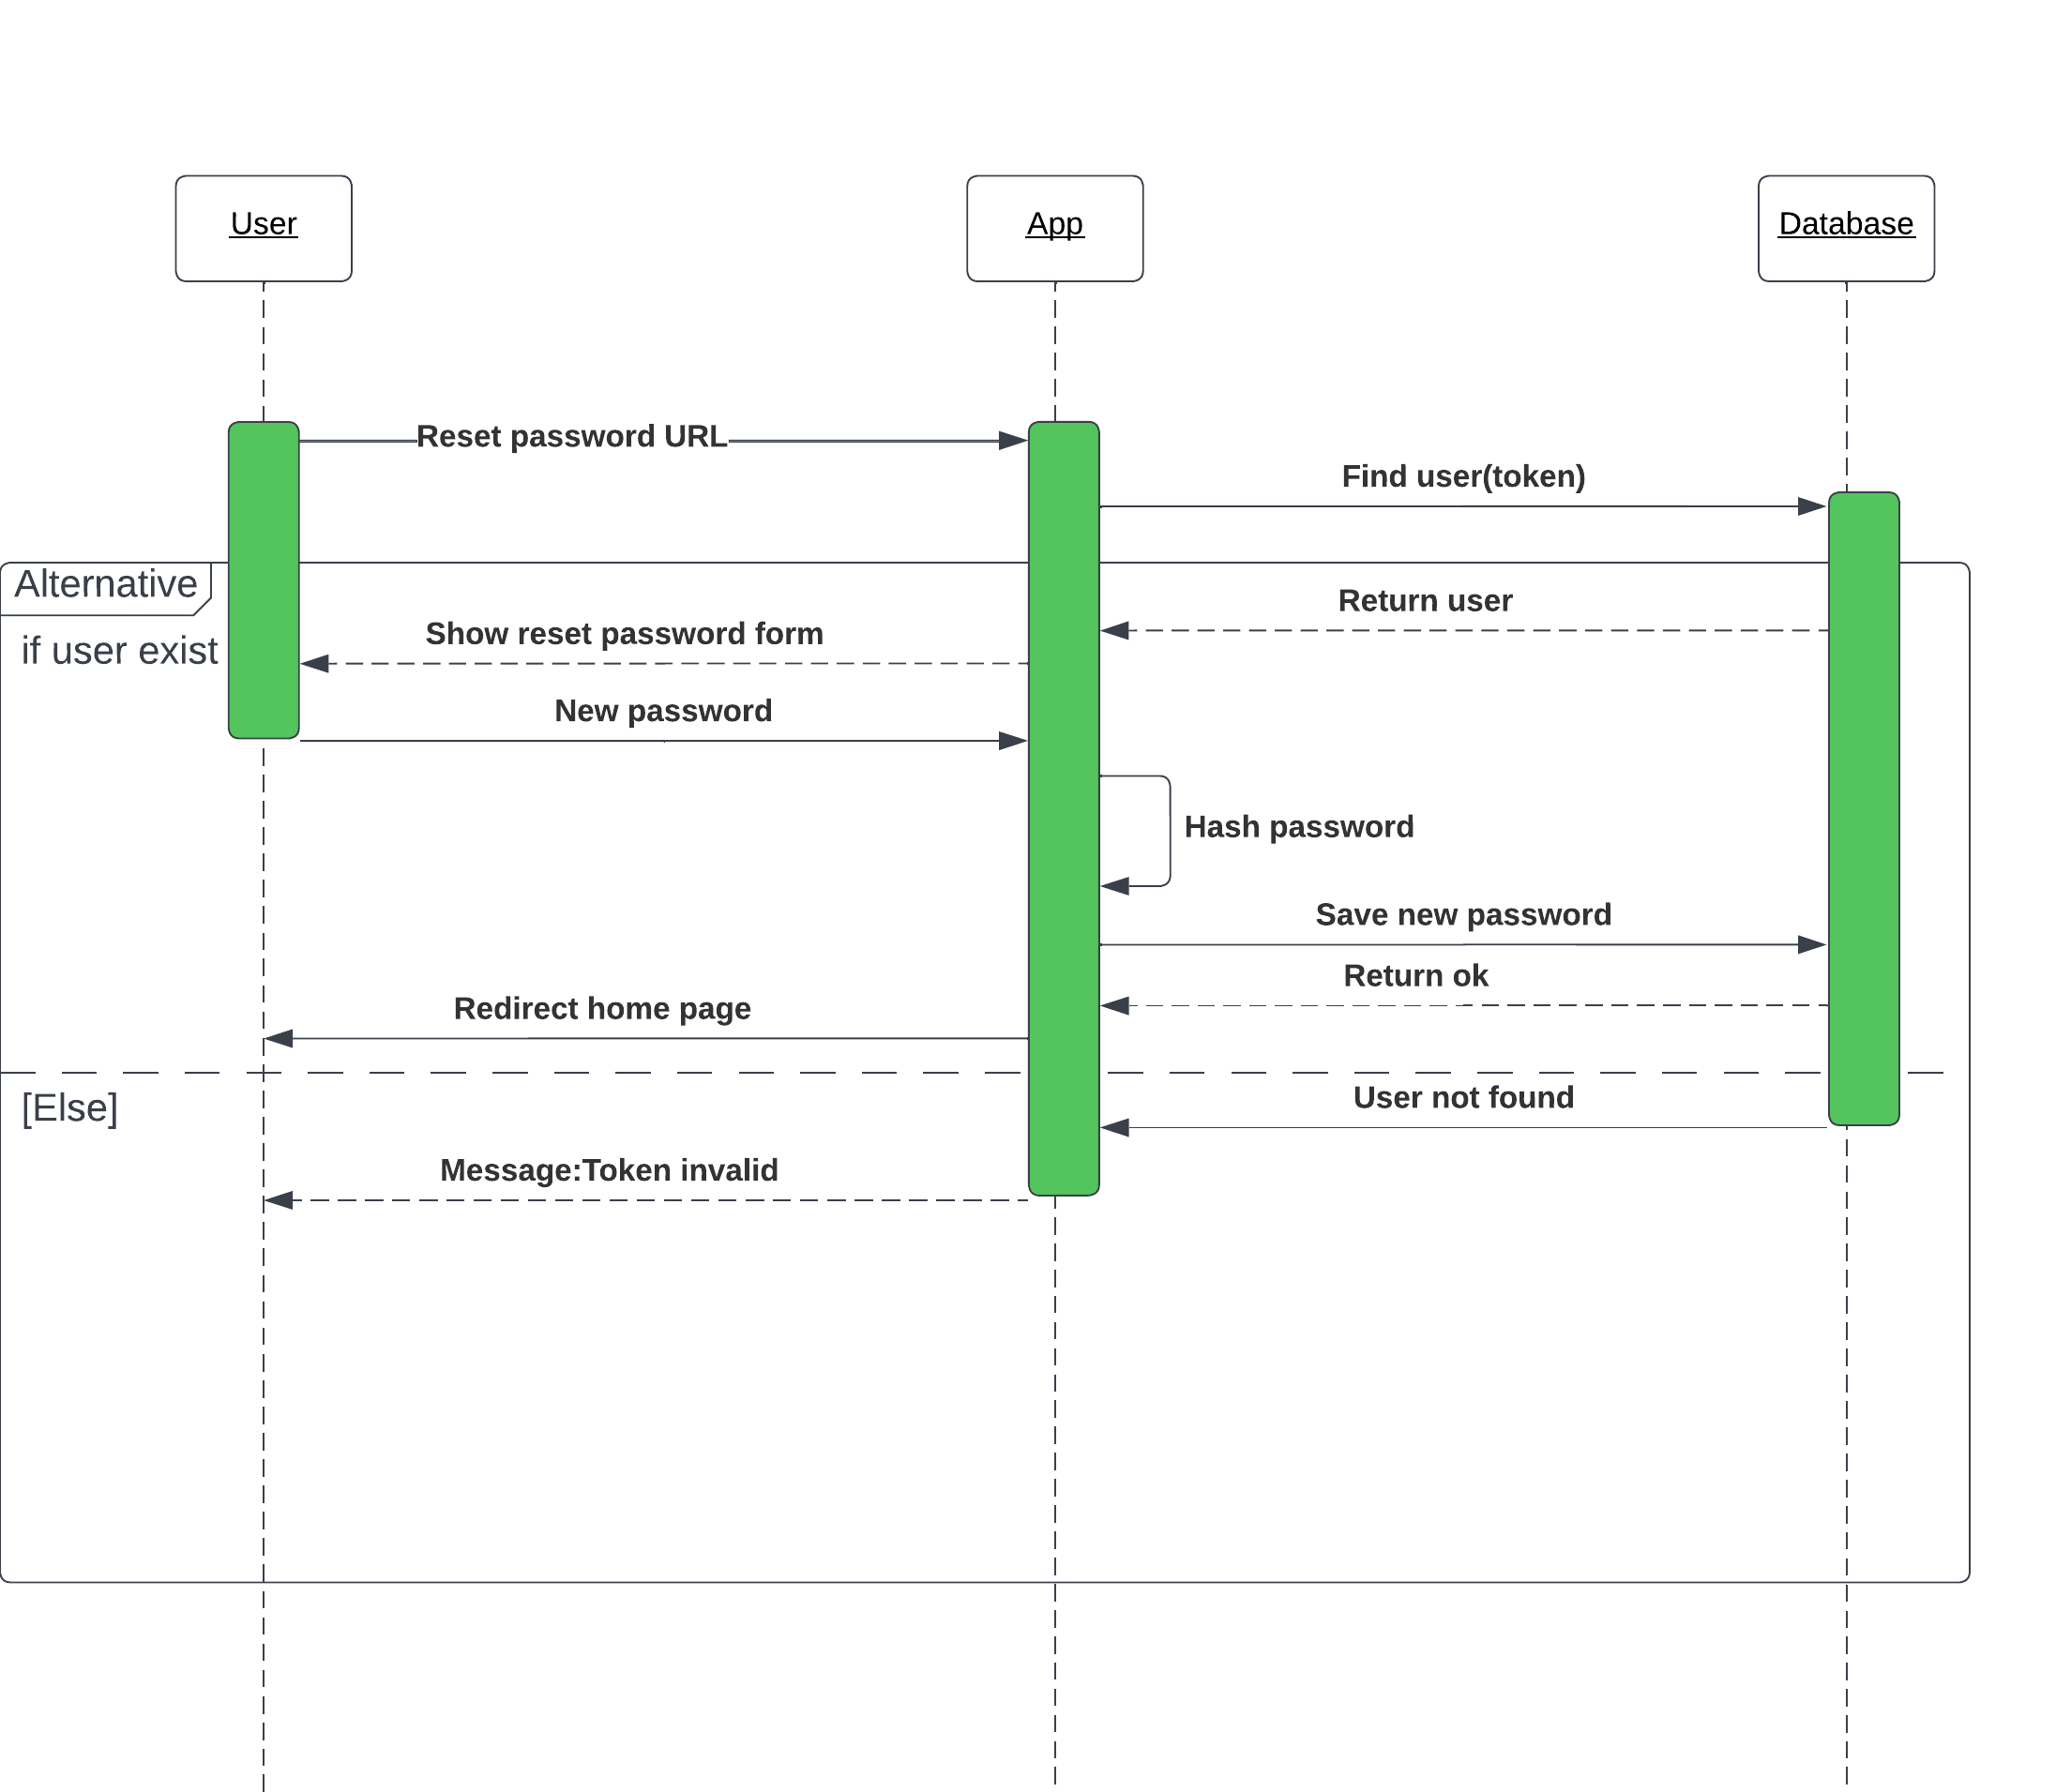 User
App
Database
Reset password URL
Find user(token)
Alternative
Return user
Show reset password form
if user exist
New password
Hash password
Save new password
Return ok
Redirect home page
[Else]
User not found
Message:Token invalid